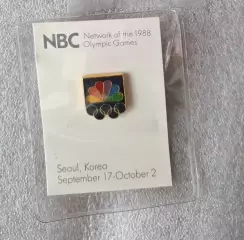 NBC Network of the 1988
Olympic Games
Seoul, Korea
September 17-October 2